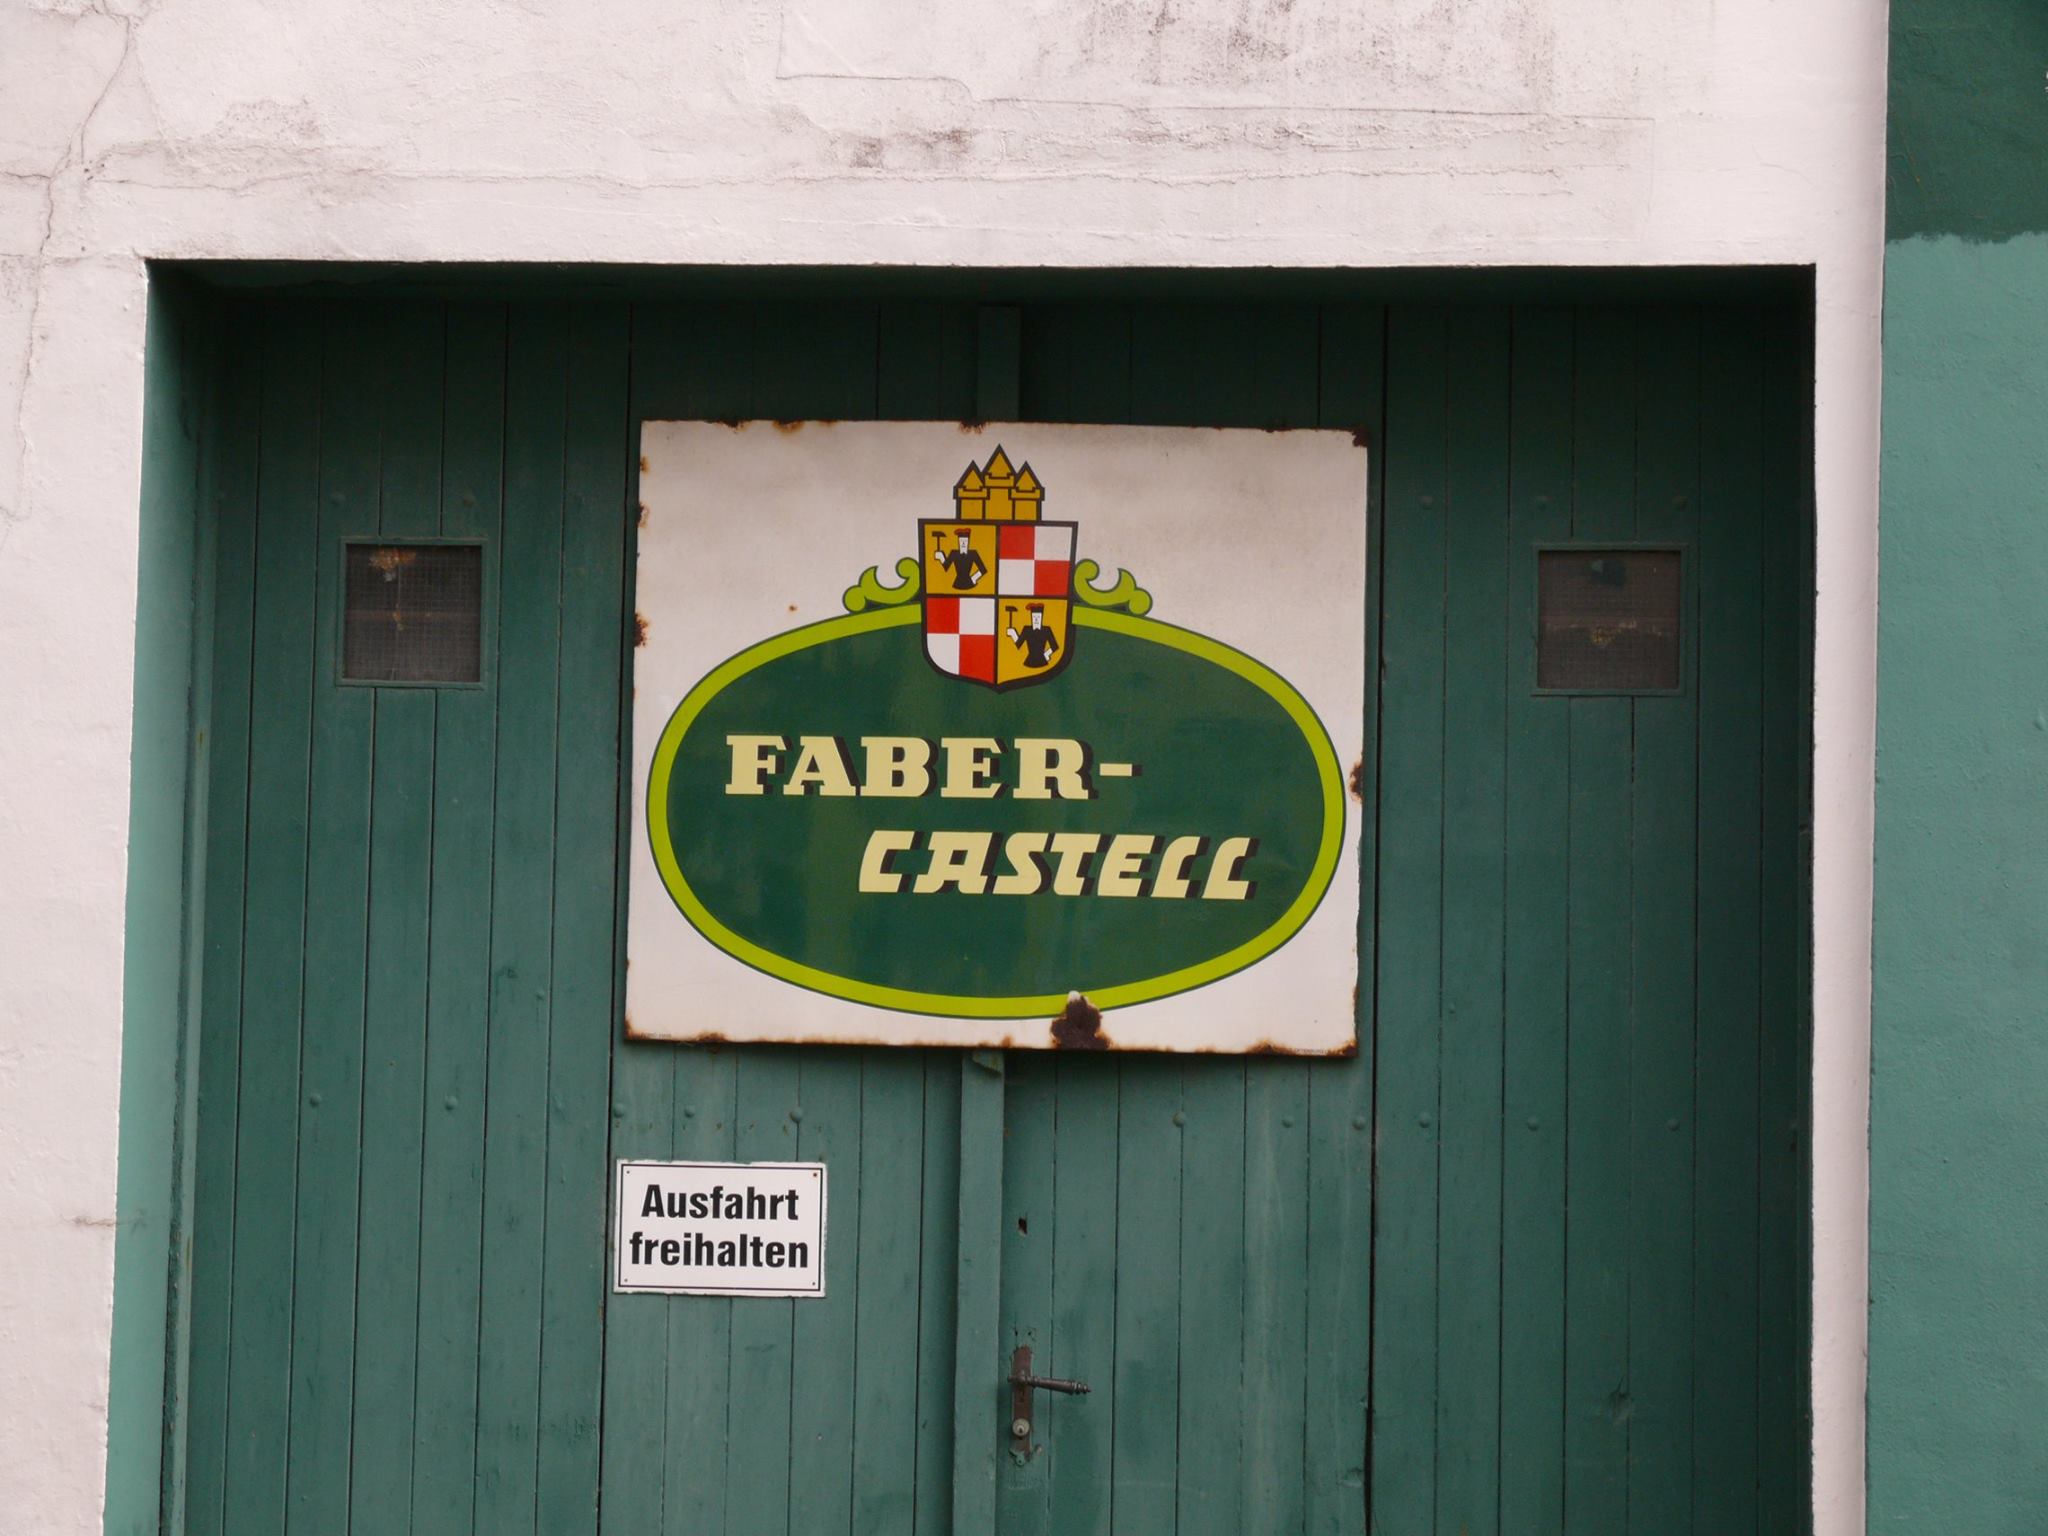 FABER-
CASTELL
Ausfahrt
freihalten